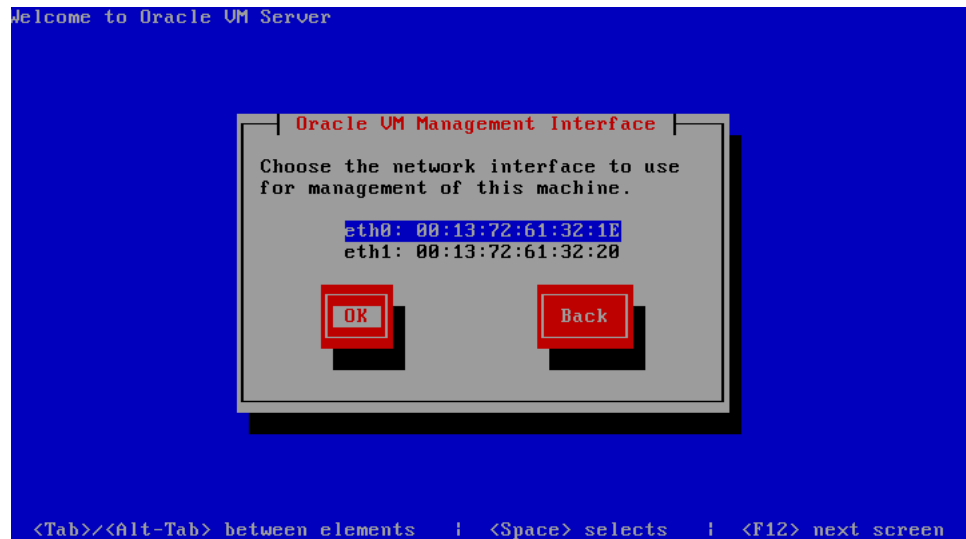 Welcome to Oracle VM Server
Oracle VM Management Interface
Choose the network interface to use
for management of this machine.
eth0: 00:13:72:61:32:1E
eth1: 00:13:72:61:32:20
OK Back
<Tab>/<Alt-Tab> between elements | <Space> selects | <F12> next screen